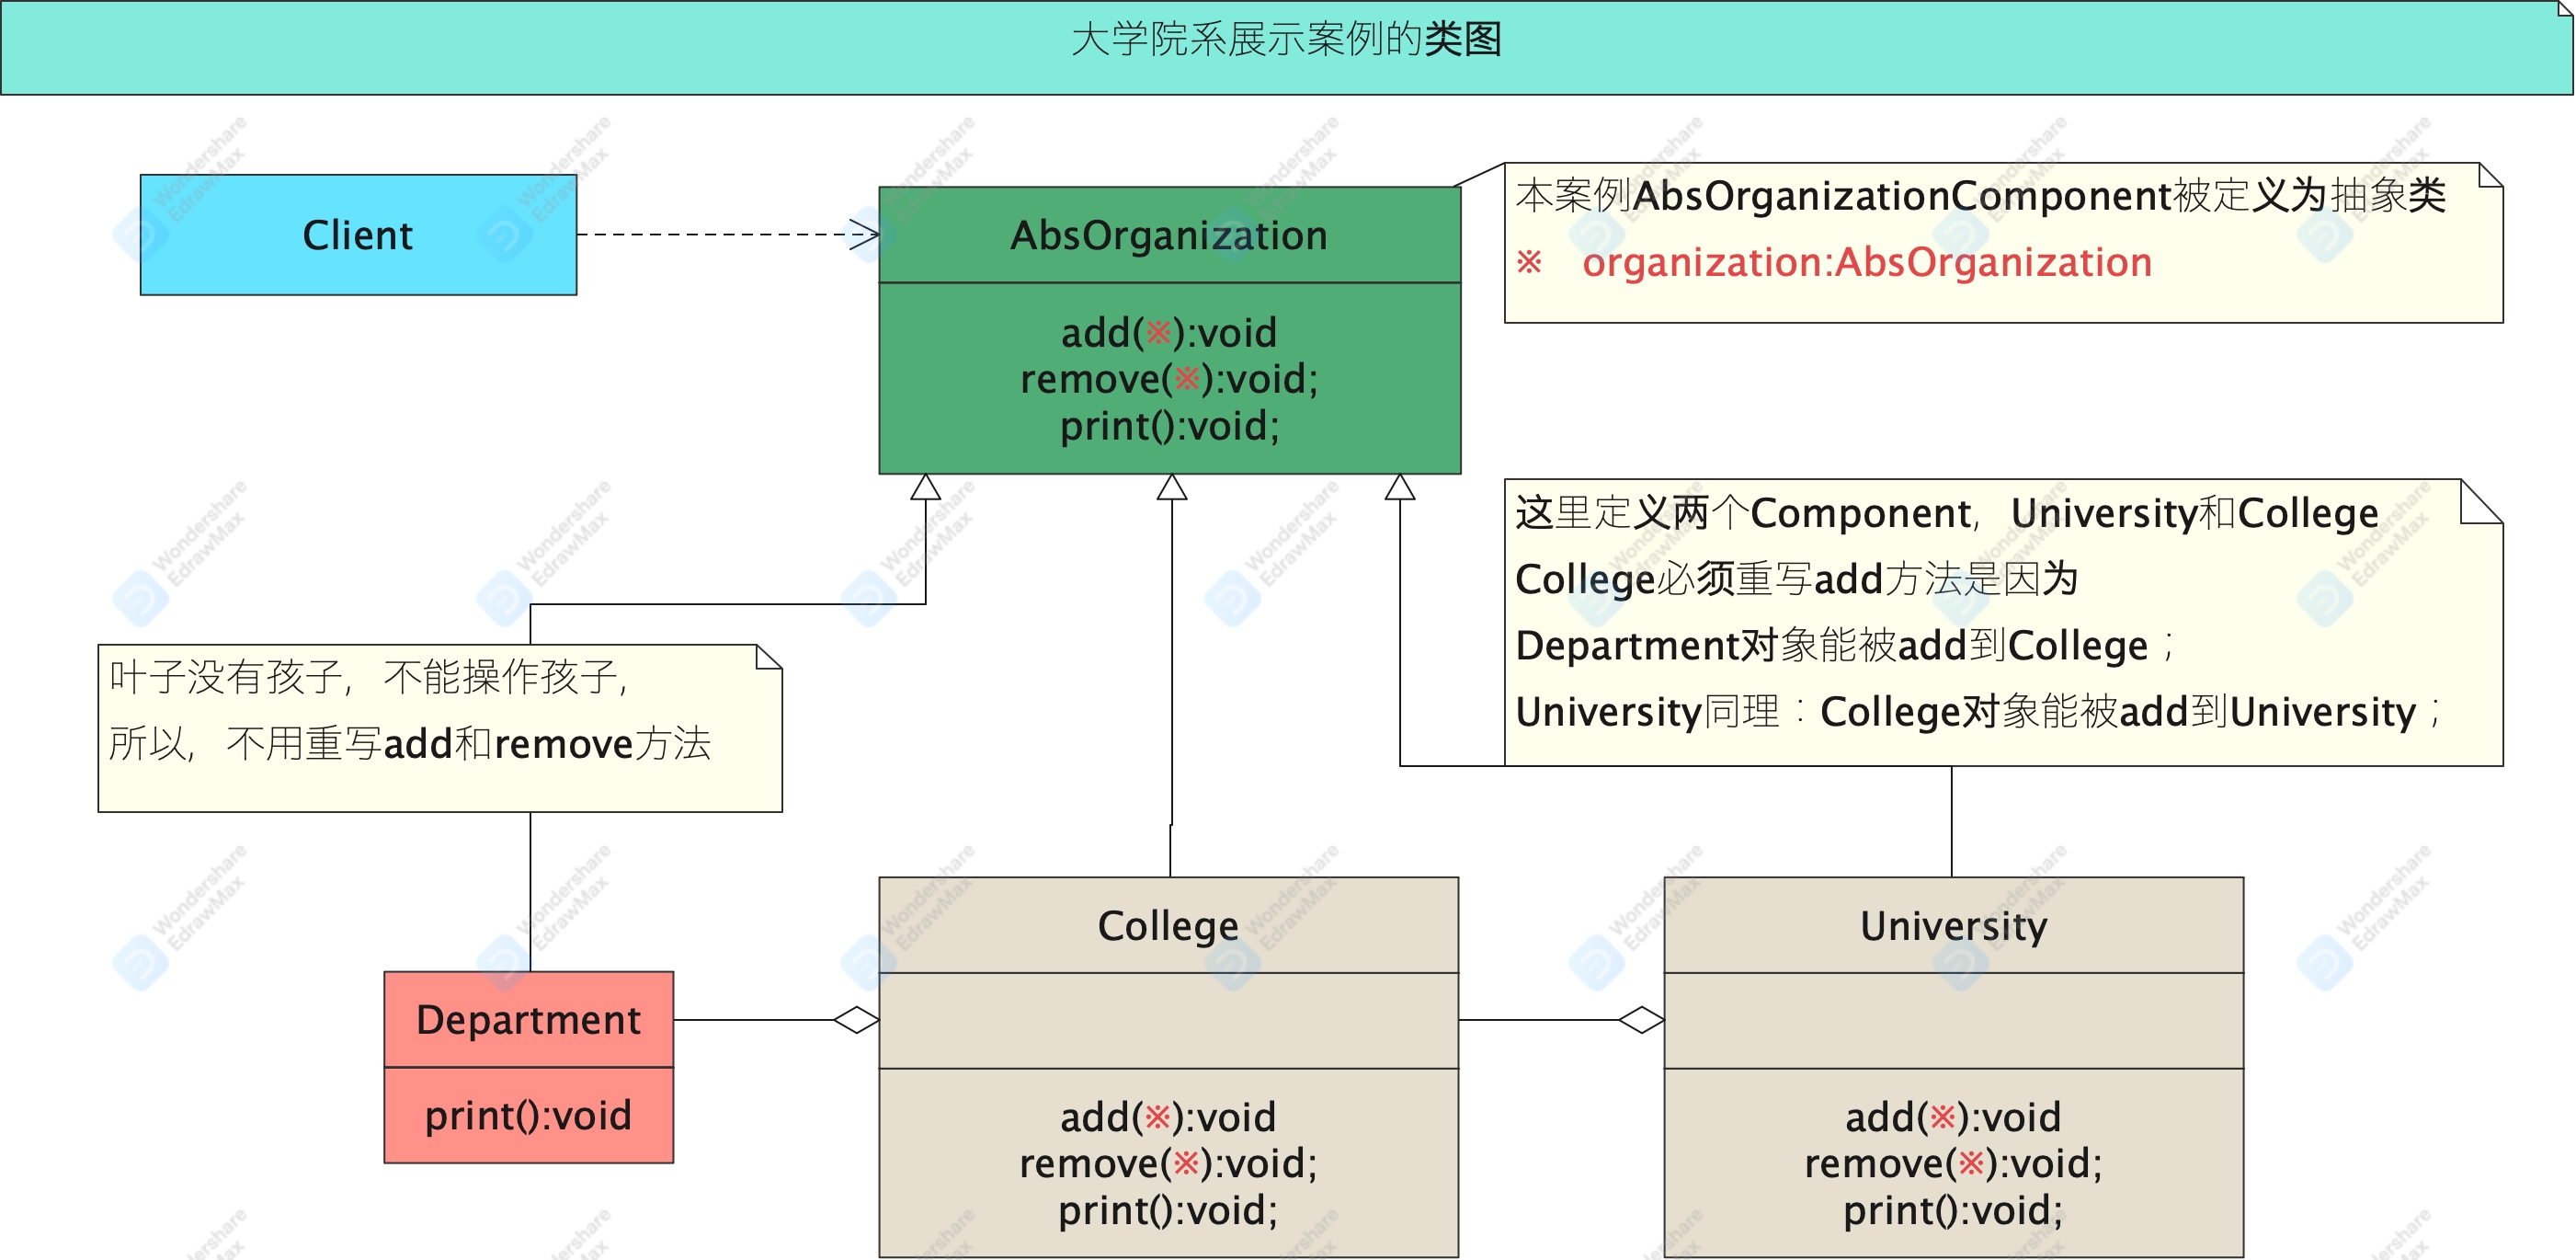 大学院系展示案例的类图
Client
AbsOrganization
add(※):void
remove(※):void;
print():void;
本案例AbsOrganizationComponent被定义为抽象类
※ organization:AbsOrganization
叶子没有孩子，不能操作孩子，
所以，不用重写add和remove方法
这里定义两个Component，University和College
College必须重写add方法是因为
Department对象能被add到College；
University同理：College对象能被add到University；
Department
print():void
College
add(※):void
remove(※):void;
print():void;
University
add(※):void
remove(※):void;
print():void;
Wondershare
EdrawMax